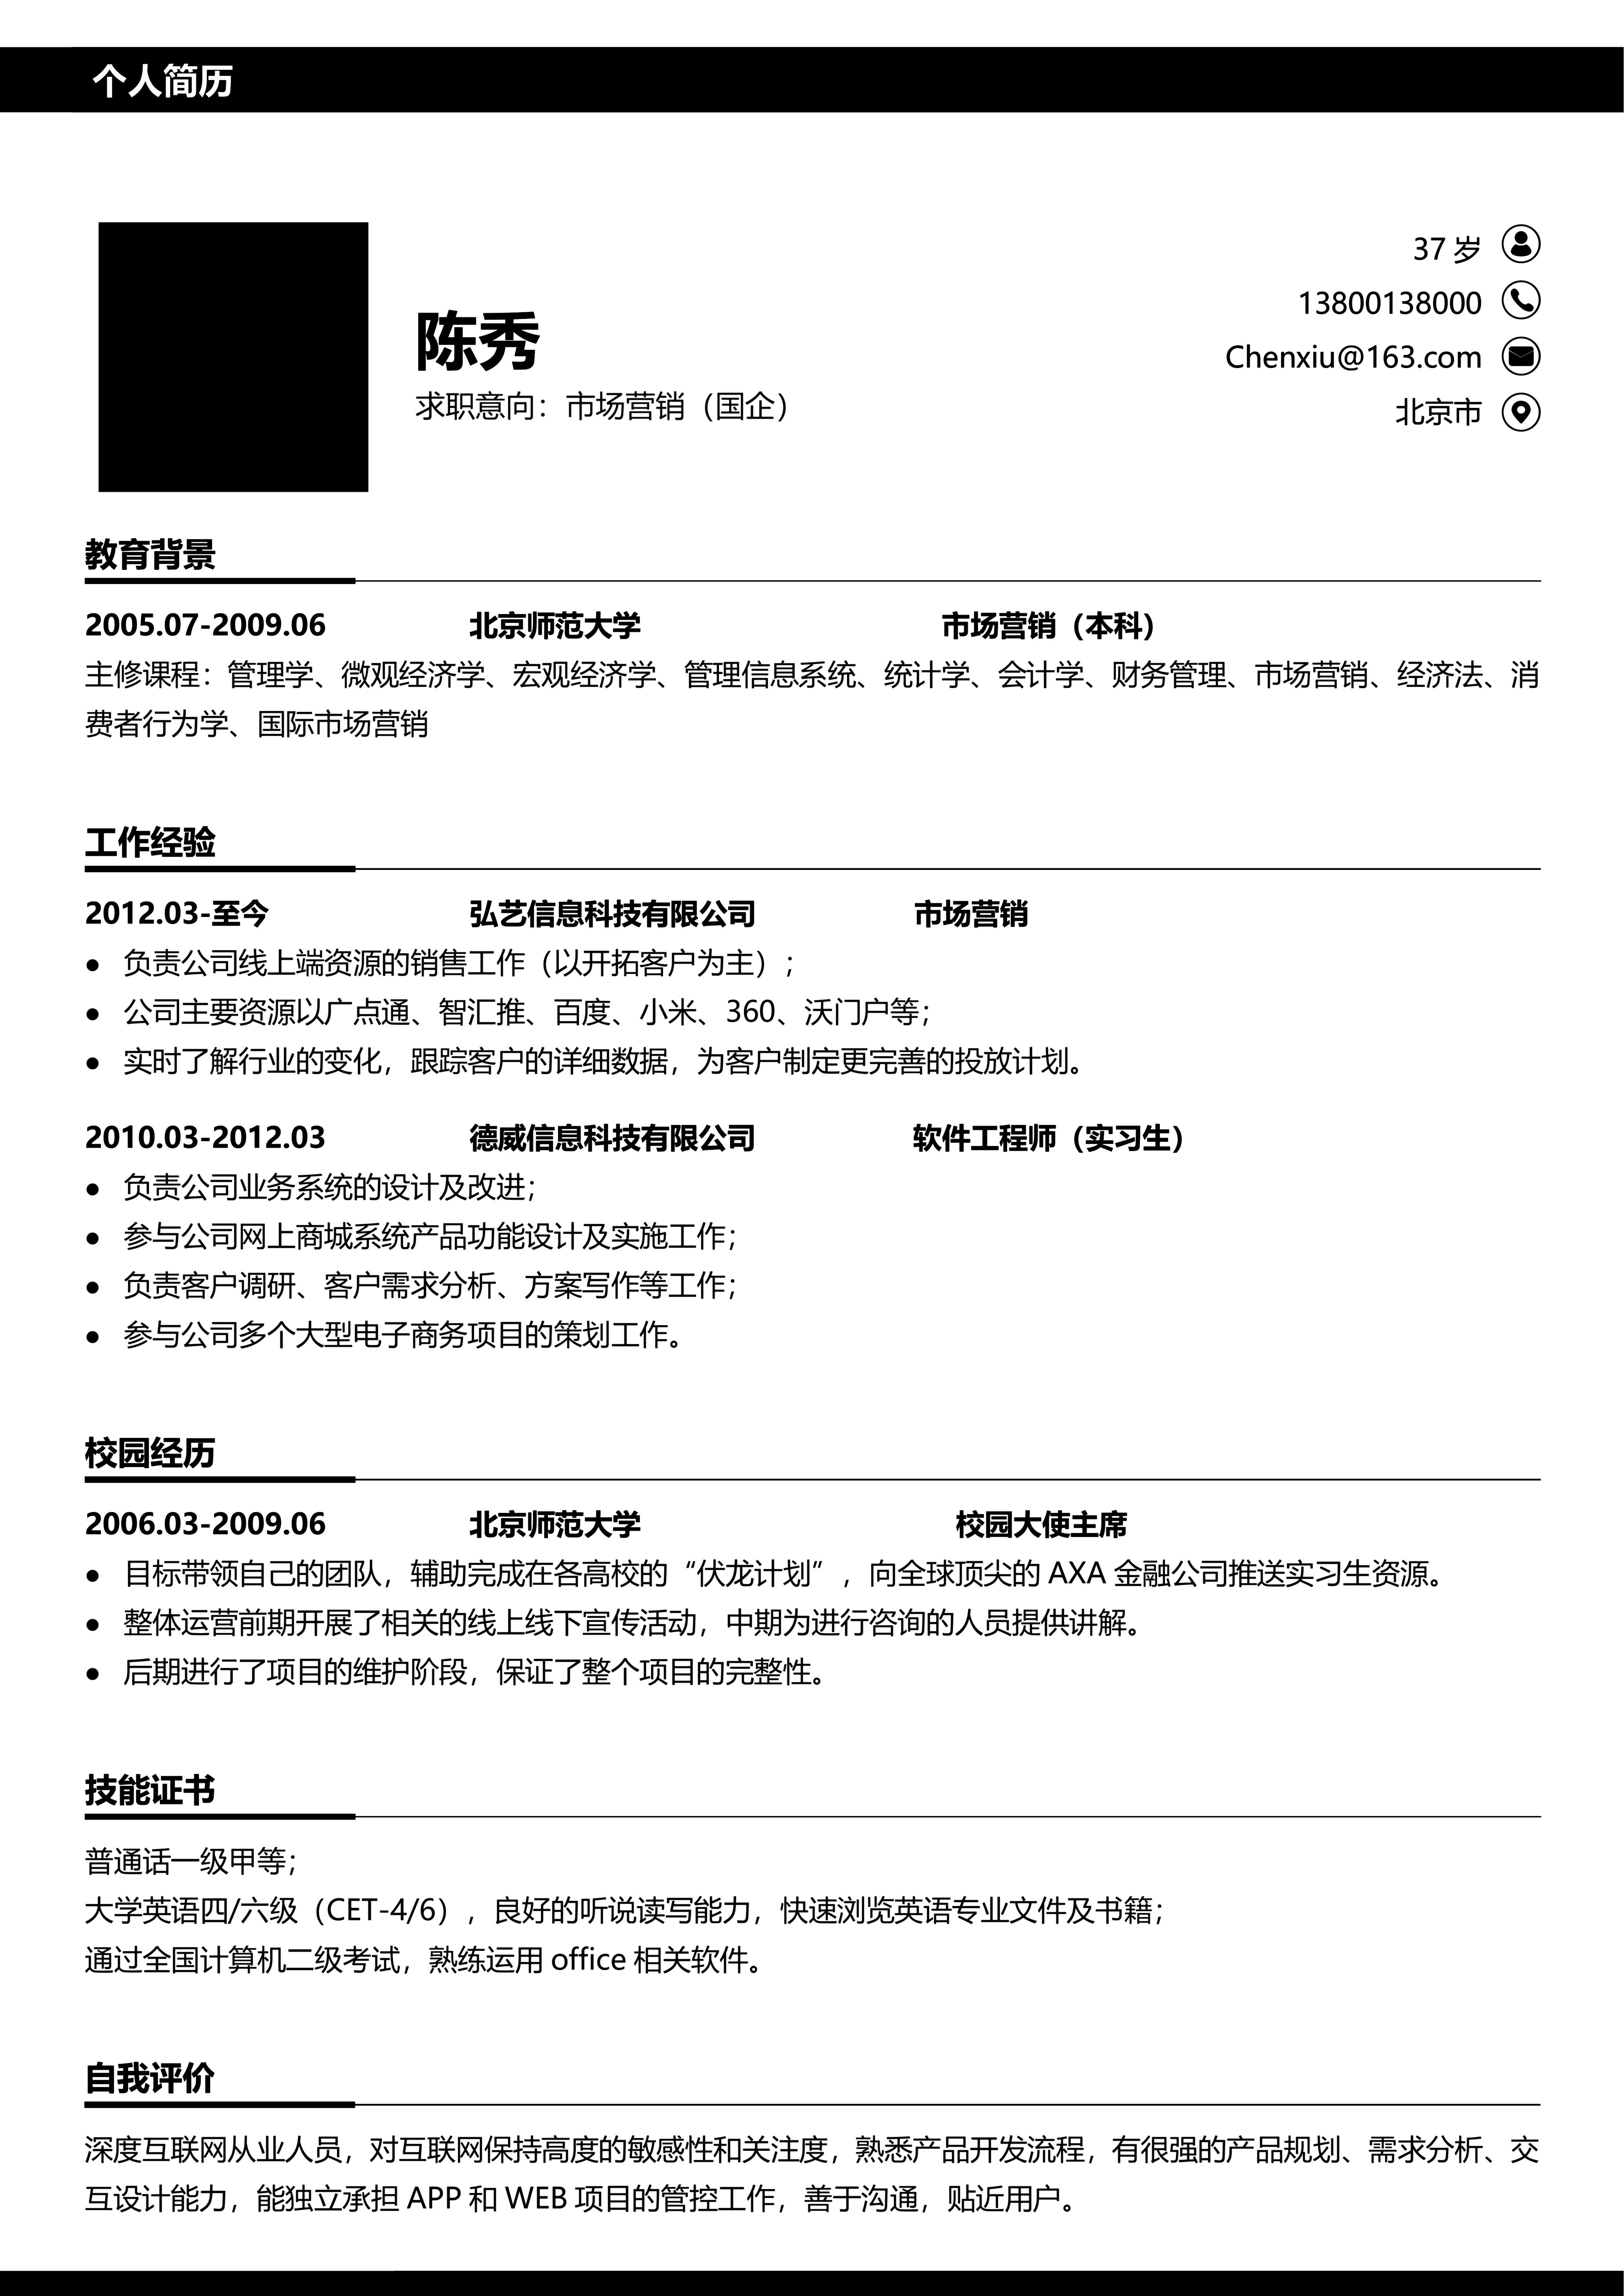 个人简历
37 岁
13800138000
陈秀
Chenxiu@163.com
求职意向：市场营销（国企）
北京市
教育背景
2005.07-2009.06 北京师范大学 市场营销（本科）
主修课程：管理学、微观经济学、宏观经济学、管理信息系统、统计学、会计学、财务管理、市场营销、经济法、消
费者行为学、国际市场营销
工作经验
2012.03-至今 弘艺信息科技有限公司 市场营销
● 负责公司线上端资源的销售工作（以开拓客户为主）；
● 公司主要资源以广点通、智汇推、百度、小米、360、沃门户等；
● 实时了解行业的变化，跟踪客户的详细数据，为客户制定更完善的投放计划。
2010.03-2012.03 德威信息科技有限公司 软件工程师（实习生）
● 负责公司业务系统的设计及改进；
● 参与公司网上商城系统产品功能设计及实施工作；
● 负责客户调研、客户需求分析、方案写作等工作；
● 参与公司多个大型电子商务项目的策划工作。
校园经历
2006.03-2009.06 北京师范大学 校园大使主席
● 目标带领自己的团队，辅助完成在各高校的“伏龙计划”，向全球顶尖的 AXA 金融公司推送实习生资源。
● 整体运营前期开展了相关的线上线下宣传活动，中期为进行咨询的人员提供讲解。
● 后期进行了项目的维护阶段，保证了整个项目的完整性。
技能证书
普通话一级甲等；
大学英语四/六级（CET-4/6），良好的听说读写能力，快速浏览英语专业文件及书籍；
通过全国计算机二级考试，熟练运用 office 相关软件。
自我评价
深度互联网从业人员，对互联网保持高度的敏感性和关注度，熟悉产品开发流程，有很强的产品规划、需求分析、交
互设计能力，能独立承担 APP 和 WEB 项目的管控工作，善于沟通，贴近用户。